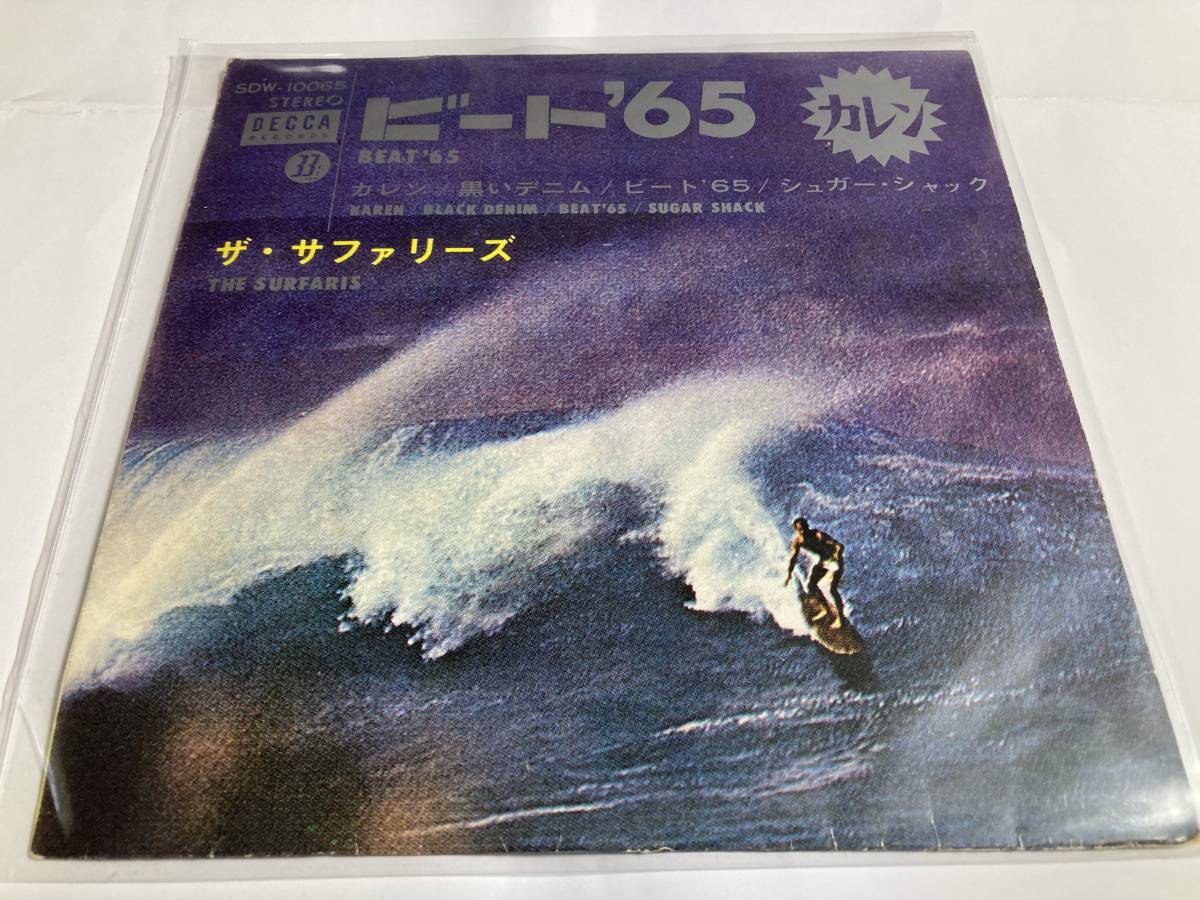 SDW-10065
STEREO
DECCA
RECORDS
33⅓
ビート'65
カレン
BEAT'65
カレン / 黒いデニム / ビート'65 / シュガー・シャック
KAREN / BLACK DENIM / BEAT'65 / SUGAR SHACK
ザ・サファリーズ
THE SURFARIS